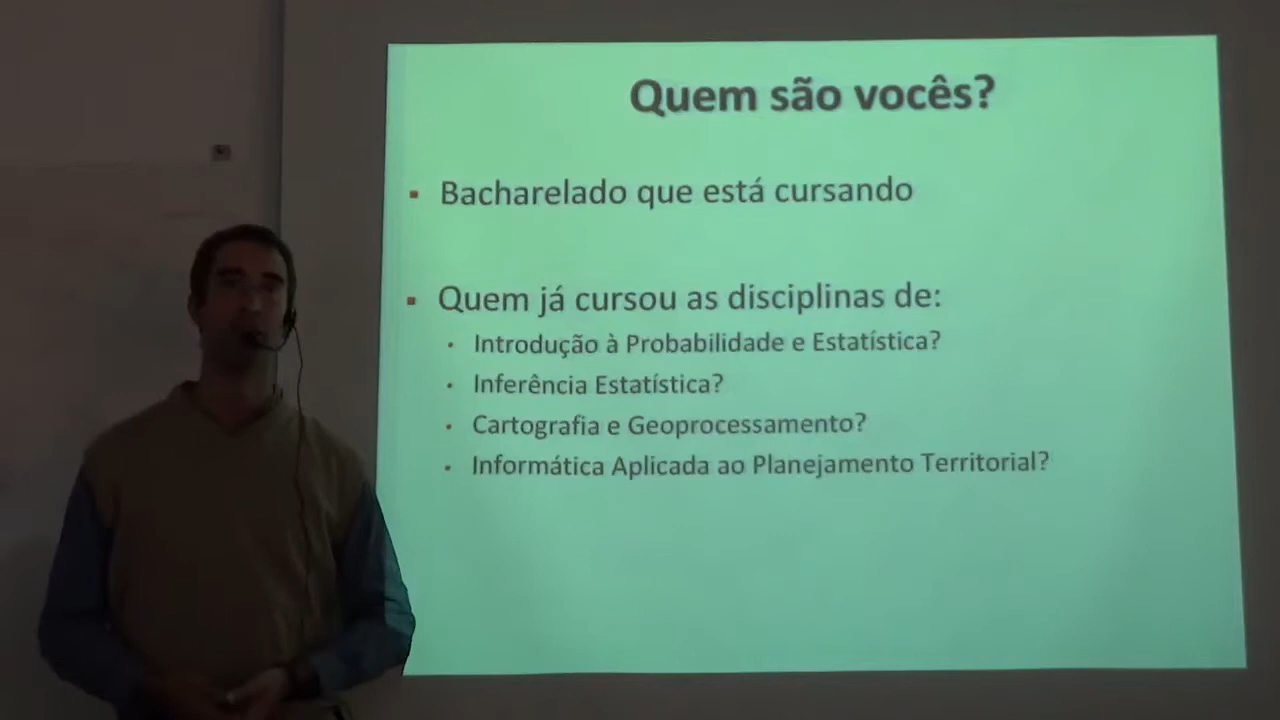 Quem são vocês?
Bacharelado que está cursando
Quem já cursou as disciplinas de:
Introdução à Probabilidade e Estatística?
Inferência Estatística?
Cartografia e Geoprocessamento?
Informática Aplicada ao Planejamento Territorial?